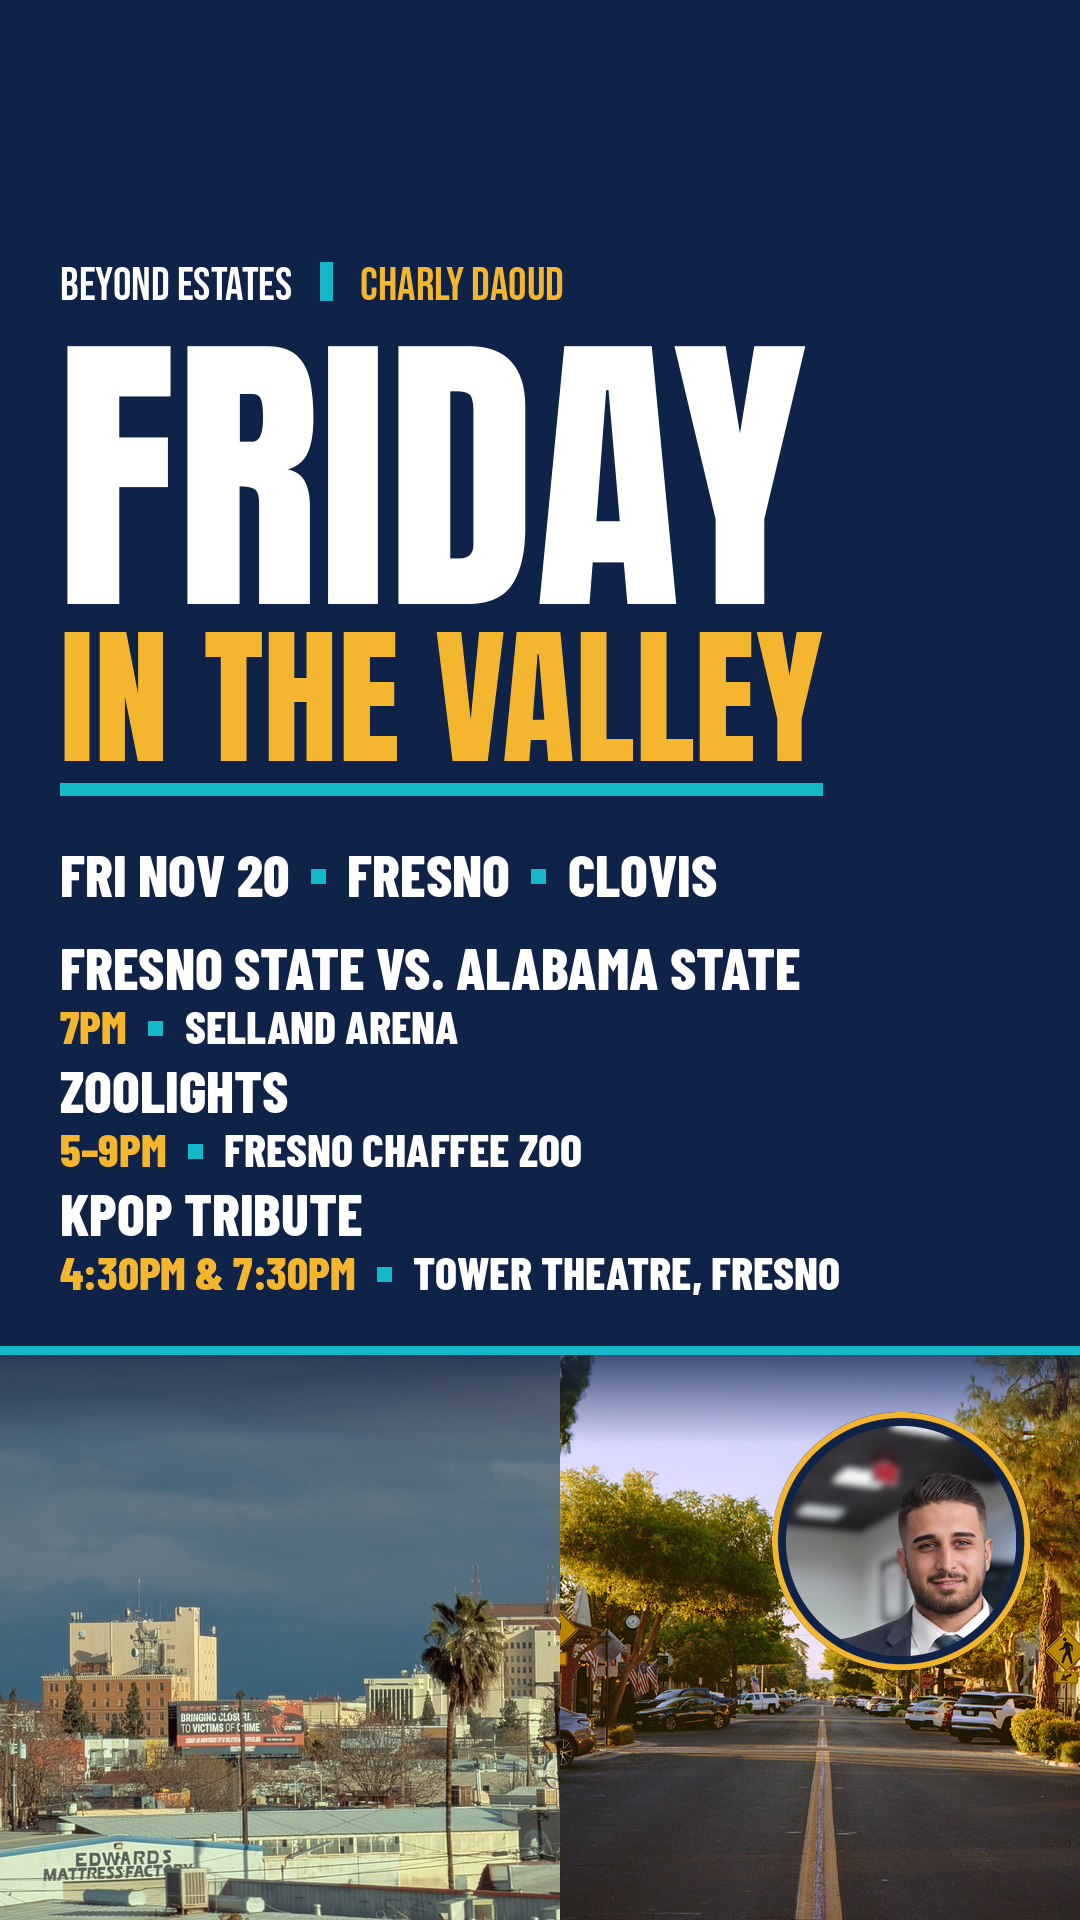 BEYOND ESTATES CHARLY DAOUD
FRIDAY
IN THE VALLEY
FRI NOV 20 ▪ FRESNO ▪ CLOVIS
FRESNO STATE VS. ALABAMA STATE
7PM ▪ SELLAND ARENA
ZOOLIGHTS
5–9PM ▪ FRESNO CHAFFEE ZOO
KPOP TRIBUTE
4:30PM & 7:30PM ▪ TOWER THEATRE, FRESNO
BRINGING CLOSURE
TO VICTIMS OF CRIME
EDWARDS
MATTRESS FACTORY